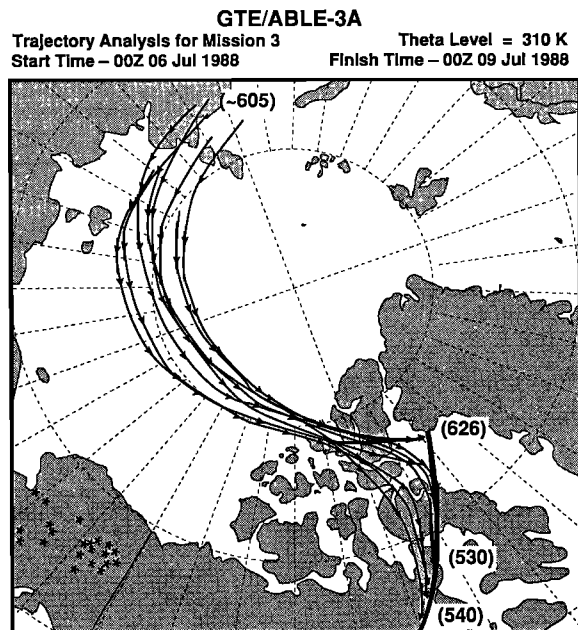 GTE/ABLE-3A
Trajectory Analysis for Mission 3 Theta Level = 310 K
Start Time – 00Z 06 Jul 1988 Finish Time – 00Z 09 Jul 1988
(~605)
(626)
(530)
(540)